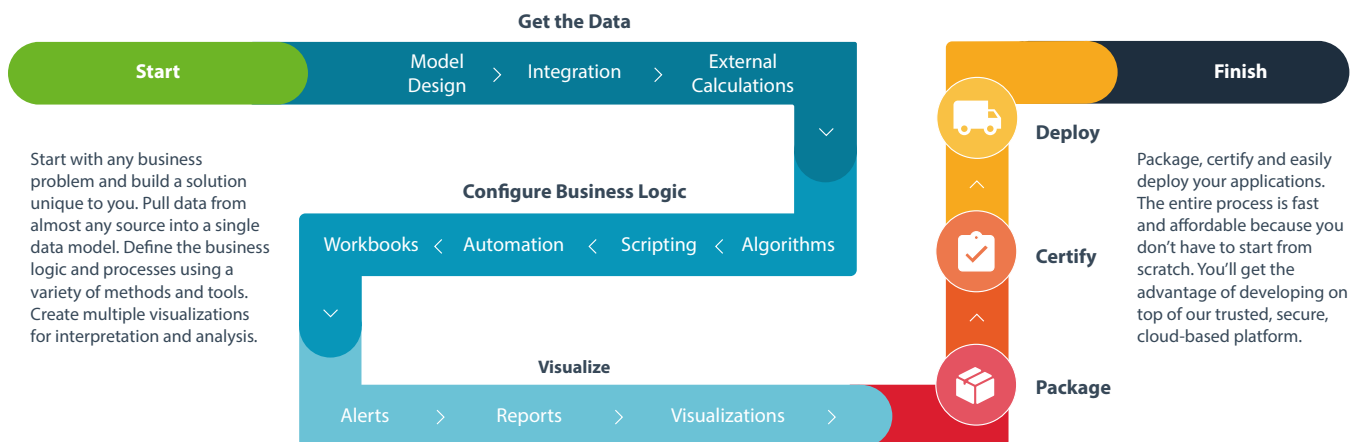 Get the Data
Start
Model
Design
Integration
External
Calculations
Start with any business
problem and build a solution
unique to you. Pull data from
almost any source into a single
data model. Define the business
logic and processes using a
variety of methods and tools.
Create multiple visualizations
for interpretation and analysis.
Configure Business Logic
Workbooks
Automation
Scripting
Algorithms
Visualize
Alerts
Reports
Visualizations
Package
Certify
Deploy
Finish
Package, certify and easily
deploy your applications.
The entire process is fast
and affordable because you
don’t have to start from
scratch. You’ll get the
advantage of developing on
top of our trusted, secure,
cloud-based platform.